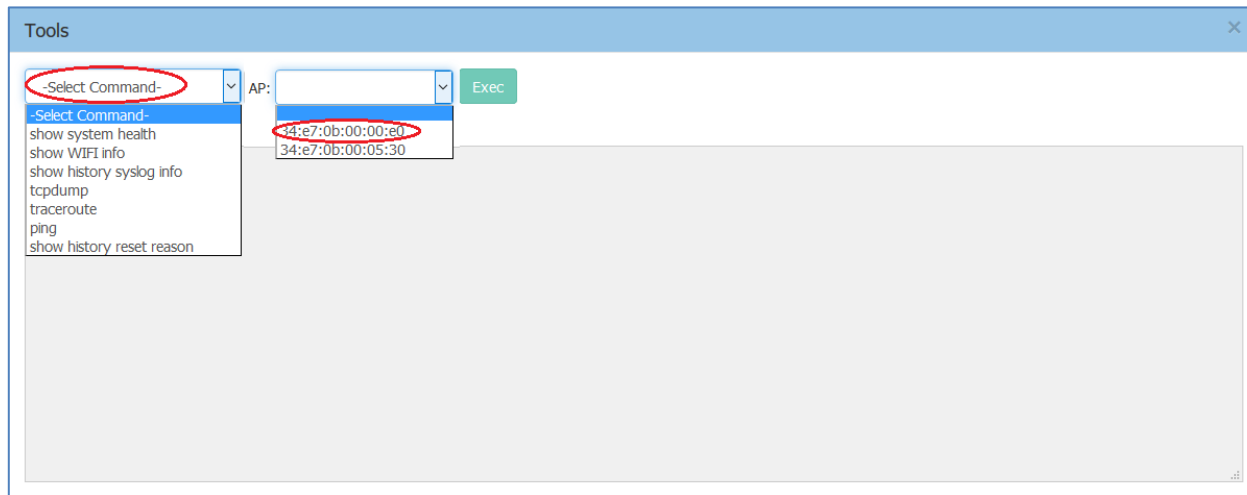 Tools
-Select Command-
AP:
Exec
-Select Command-
show system health
show WIFI info
show history syslog info
tcpdump
traceroute
ping
show history reset reason
34:e7:0b:00:00:e0
34:e7:0b:00:05:30